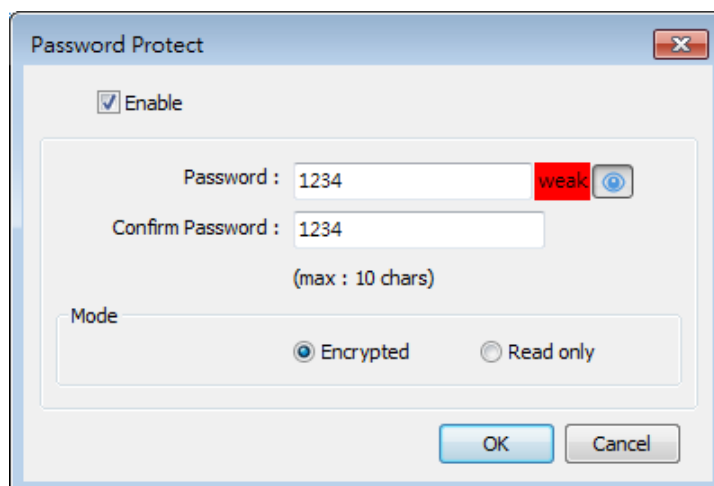 Password Protect
Enable
Password : 1234 weak
Confirm Password : 1234
(max : 10 chars)
Mode
Encrypted Read only
OK Cancel